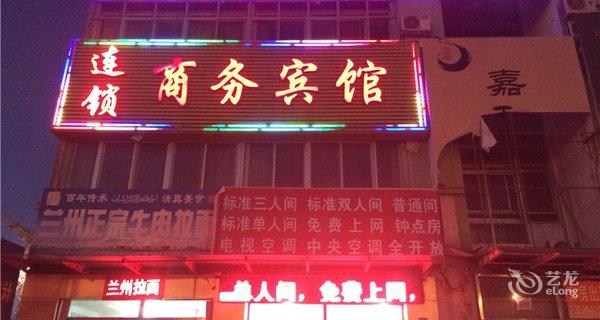 连锁
商务宾馆
嘉
百年传承
清真美食
兰州正宗牛肉拉面
标准三人间 标准双人间 普通间
标准单人间 免费上网 钟点房
电视空调 中央空调全开放
兰州拉面
单人间,免费上网,
艺龙
eLong